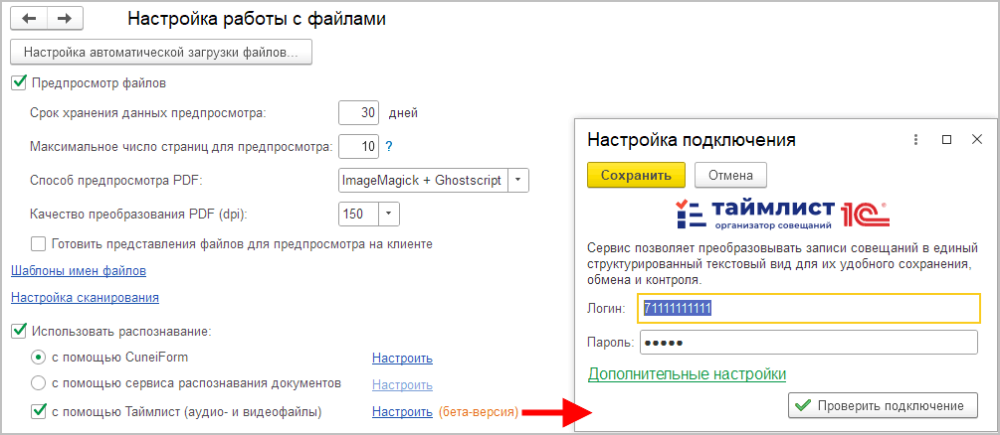 Настройка работы с файлами
Настройка автоматической загрузки файлов...
Предпросмотр файлов
Срок хранения данных предпросмотра: 30 дней
Максимальное число страниц для предпросмотра: 10 ?
Способ предпросмотра PDF: ImageMagick + Ghostscript
Качество преобразования PDF (dpi): 150
Готовить представления файлов для предпросмотра на клиенте
Шаблоны имен файлов
Настройка сканирования
Использовать распознавание:
с помощью CuneiForm Настроить
с помощью сервиса распознавания документов Настроить
с помощью Таймлист (аудио- и видеофайлы) Настроить (бета-версия)
Настройка подключения
Сохранить Отмена
таймлист 1С
организатор совещаний
Сервис позволяет преобразовывать записи совещаний в единый
структурированный текстовый вид для их удобного сохранения,
обмена и контроля.
Логин: 71111111111
Пароль: •••••
Дополнительные настройки
Проверить подключение